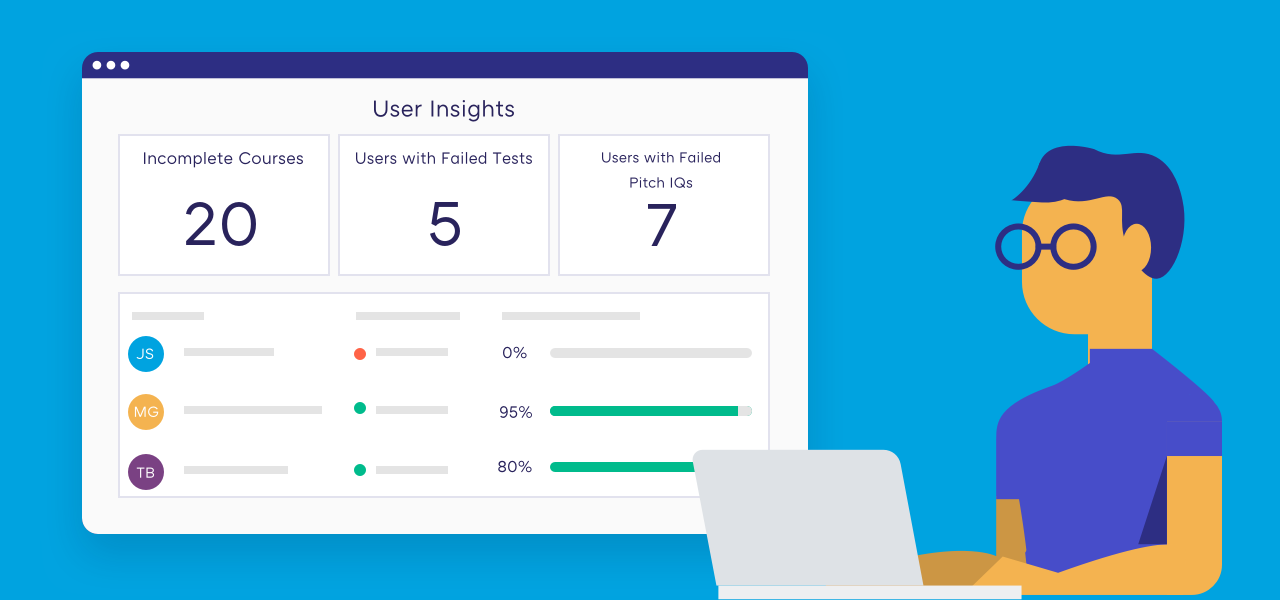 User Insights
Incomplete Courses
20
Users with Failed Tests
5
Users with Failed
Pitch IQs
7
JS
0%
MG
95%
TB
80%